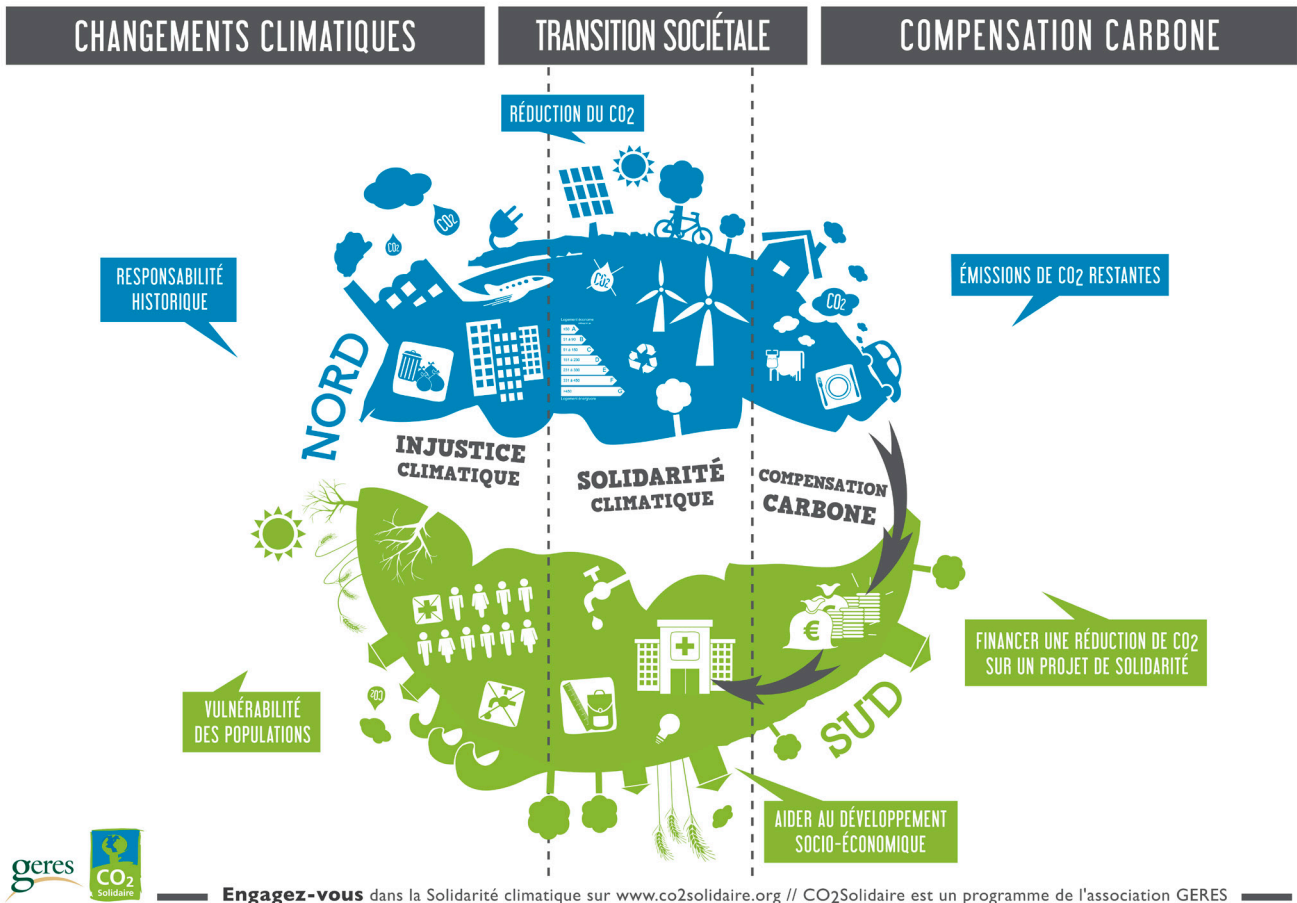 CHANGEMENTS CLIMATIQUES
TRANSITION SOCIÉTALE
COMPENSATION CARBONE
RÉDUCTION DU CO2
CO2
CO2
RESPONSABILITÉ
HISTORIQUE
ÉMISSIONS DE CO2 RESTANTES
CO2
CO2
NORD
A
B
C
D
E
F
G
INJUSTICE
CLIMATIQUE
SOLIDARITÉ
CLIMATIQUE
COMPENSATION
CARBONE
€
FINANCER UNE RÉDUCTION DE CO2
SUR UN PROJET DE SOLIDARITÉ
CO2
VULNÉRABILITÉ
DES POPULATIONS
SUD
AIDER AU DÉVELOPPEMENT
SOCIO-ÉCONOMIQUE
geres
CO2
Solidaire
Engagez-vous dans la Solidarité climatique sur www.co2solidaire.org // CO2Solidaire est un programme de l'association GERES